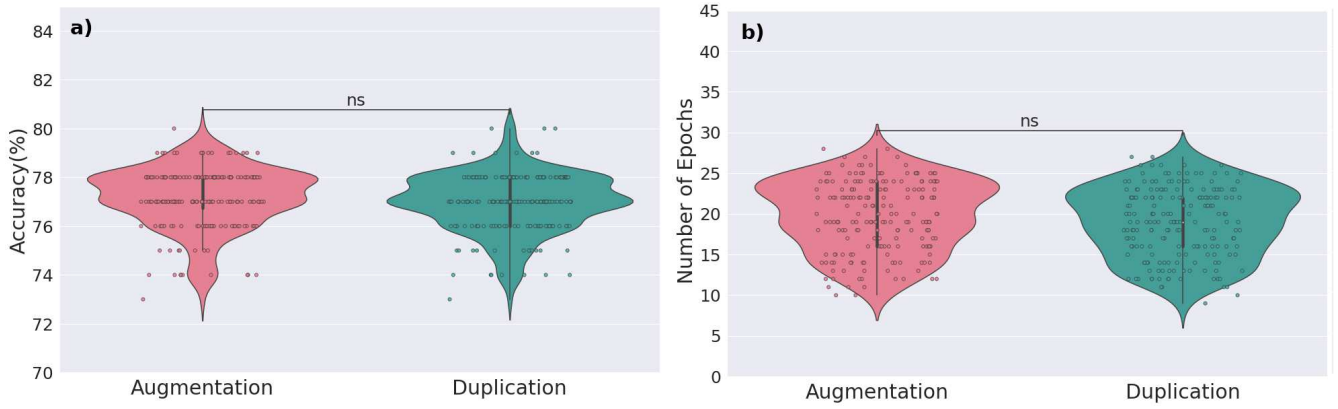 a)
Accuracy(%)
84
82
80
78
76
74
72
70
ns
Augmentation
Duplication
b)
Number of Epochs
45
40
35
30
25
20
15
10
5
0
ns
Augmentation
Duplication